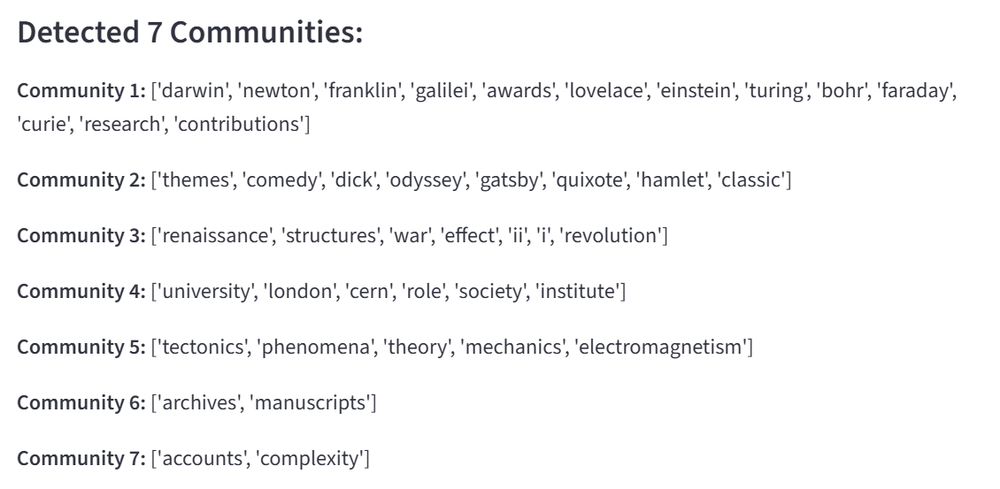 Detected 7 Communities:
Community 1: ['darwin', 'newton', 'franklin', 'galilei', 'awards', 'lovelace', 'einstein', 'turing', 'bohr', 'faraday',
'curie', 'research', 'contributions']
Community 2: ['themes', 'comedy', 'dick', 'odyssey', 'gatsby', 'quixote', 'hamlet', 'classic']
Community 3: ['renaissance', 'structures', 'war', 'effect', 'ii', 'i', 'revolution']
Community 4: ['university', 'london', 'cern', 'role', 'society', 'institute']
Community 5: ['tectonics', 'phenomena', 'theory', 'mechanics', 'electromagnetism']
Community 6: ['archives', 'manuscripts']
Community 7: ['accounts', 'complexity']